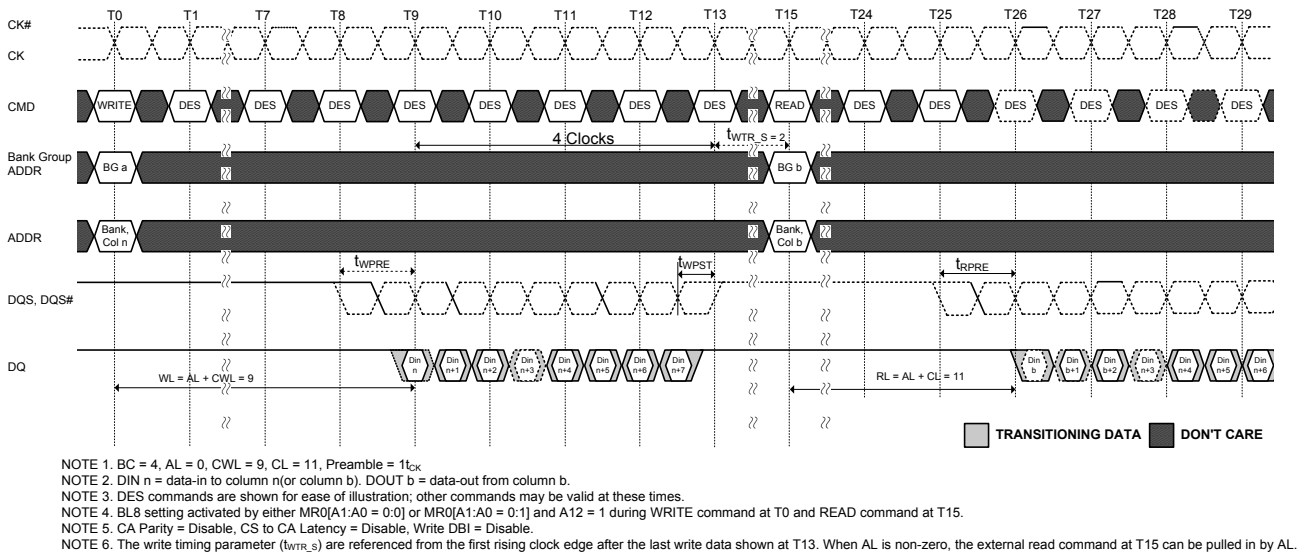 T0 T1 T7 T8 T9 T10 T11 T12 T13 T15 T24 T25 T26 T27 T28 T29
CK#
CK
CMD WRITE DES DES DES DES DES DES DES DES READ DES DES DES DES DES DES
4 Clocks tWTR_S = 2
Bank Group
ADDR
BG a BG b
ADDR
Bank,
Col n
Bank,
Col b
tWPRE tWPST tRPRE
DQS, DQS#
DQ
Din
n
Din
n+1
Din
n+2
Din
n+3
Din
n+4
Din
n+5
Din
n+6
Din
n+7
Din
b
Din
b+1
Din
b+2
Din
n+3
Din
n+4
Din
n+5
Din
n+6
WL = AL + CWL = 9 RL = AL + CL = 11
TRANSITIONING DATA DON'T CARE
NOTE 1. BC = 4, AL = 0, CWL = 9, CL = 11, Preamble = 1tCK
NOTE 2. DIN n = data-in to column n(or column b). DOUT b = data-out from column b.
NOTE 3. DES commands are shown for ease of illustration; other commands may be valid at these times.
NOTE 4. BL8 setting activated by either MR0[A1:A0 = 0:0] or MR0[A1:A0 = 0:1] and A12 = 1 during WRITE command at T0 and READ command at T15.
NOTE 5. CA Parity = Disable, CS to CA Latency = Disable, Write DBI = Disable.
NOTE 6. The write timing parameter (tWTR_S) are referenced from the first rising clock edge after the last write data shown at T13. When AL is non-zero, the external read command at T15 can be pulled in by AL.